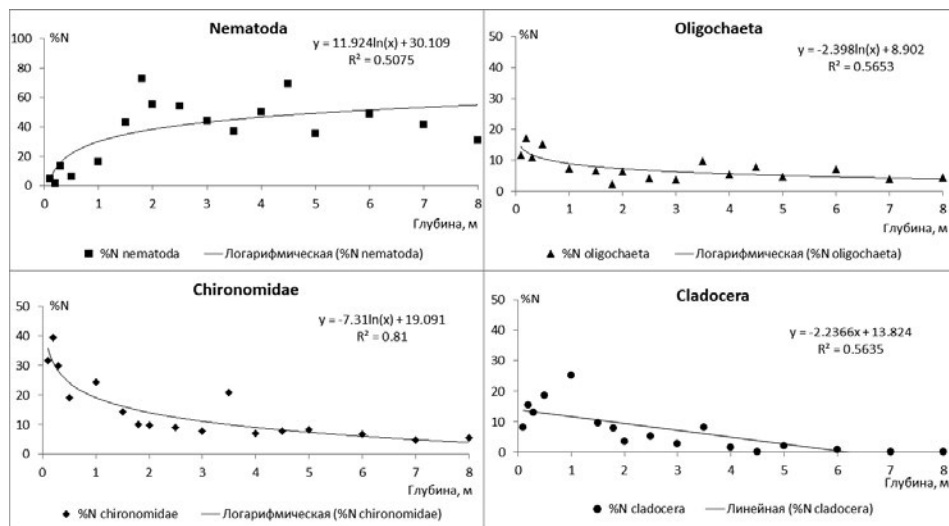 Nematoda
%N
y = 11.924ln(x) + 30.109
R² = 0.5075
100
80
60
40
20
0
0 1 2 3 4 5 6 7 8
Глубина, м
%N nematoda Логарифмическая (%N nematoda)
Oligochaeta
%N
y = -2.398ln(x) + 8.902
R² = 0.5653
50
40
30
20
10
0
0 1 2 3 4 5 6 7 8
Глубина, м
%N oligochaeta Логарифмическая (%N oligochaeta)
Chironomidae
%N
y = -7.31ln(x) + 19.091
R² = 0.81
50
40
30
20
10
0
0 1 2 3 4 5 6 7 8
Глубина, м
%N chironomidae Логарифмическая (%N chironomidae)
Cladocera
%N
y = -2.2366x + 13.824
R² = 0.5635
50
40
30
20
10
0
0 1 2 3 4 5 6 7 8
Глубина, м
%N cladocera Линейная (%N cladocera)